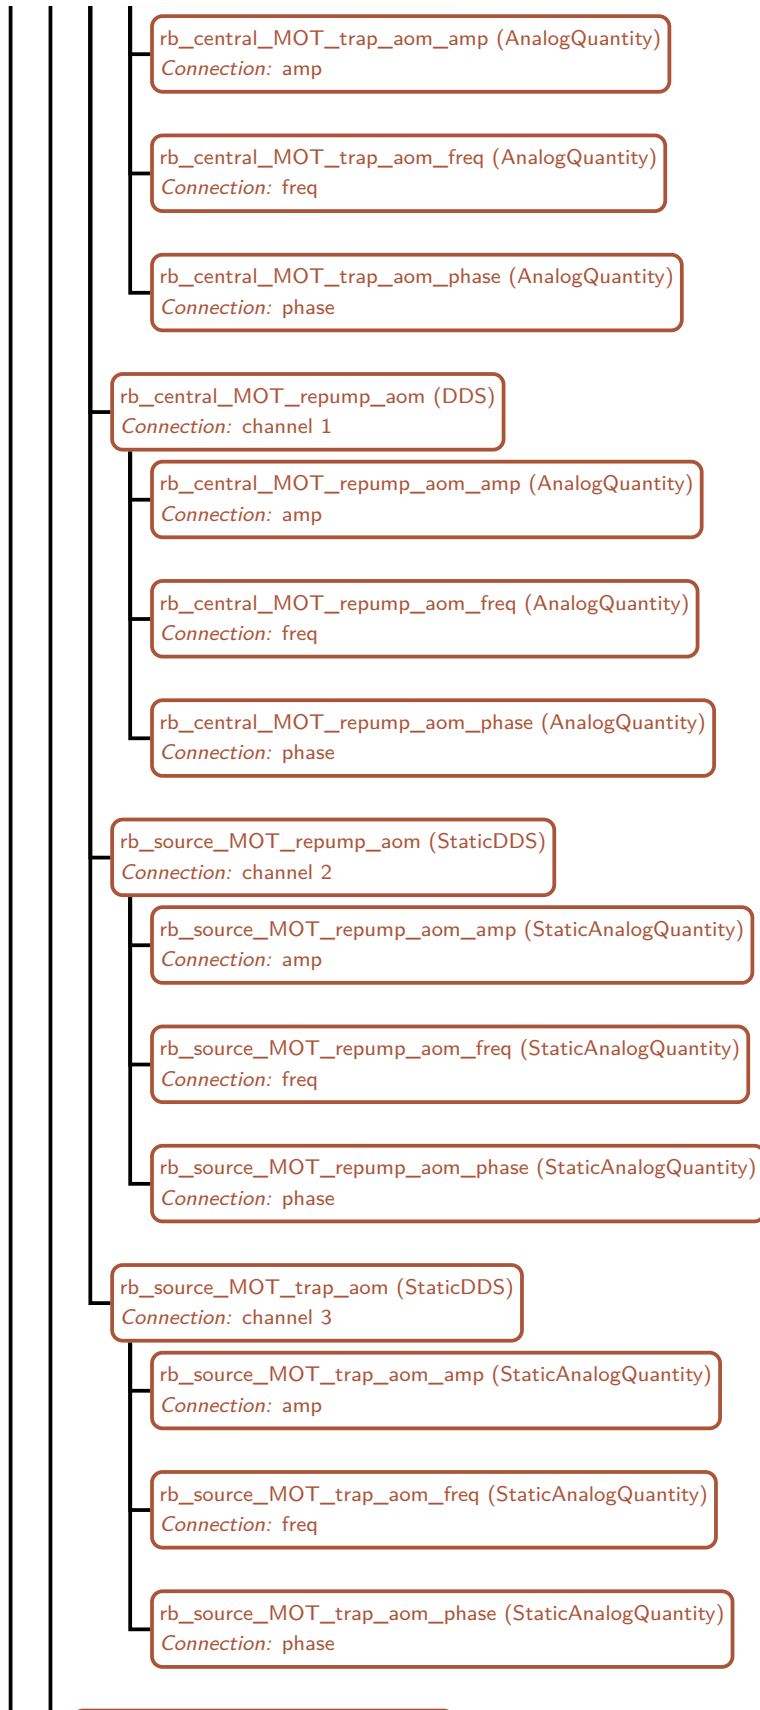 rb_central_MOT_trap_aom_amp (AnalogQuantity)
Connection: amp
rb_central_MOT_trap_aom_freq (AnalogQuantity)
Connection: freq
rb_central_MOT_trap_aom_phase (AnalogQuantity)
Connection: phase
rb_central_MOT_repump_aom (DDS)
Connection: channel 1
rb_central_MOT_repump_aom_amp (AnalogQuantity)
Connection: amp
rb_central_MOT_repump_aom_freq (AnalogQuantity)
Connection: freq
rb_central_MOT_repump_aom_phase (AnalogQuantity)
Connection: phase
rb_source_MOT_repump_aom (StaticDDS)
Connection: channel 2
rb_source_MOT_repump_aom_amp (StaticAnalogQuantity)
Connection: amp
rb_source_MOT_repump_aom_freq (StaticAnalogQuantity)
Connection: freq
rb_source_MOT_repump_aom_phase (StaticAnalogQuantity)
Connection: phase
rb_source_MOT_trap_aom (StaticDDS)
Connection: channel 3
rb_source_MOT_trap_aom_amp (StaticAnalogQuantity)
Connection: amp
rb_source_MOT_trap_aom_freq (StaticAnalogQuantity)
Connection: freq
rb_source_MOT_trap_aom_phase (StaticAnalogQuantity)
Connection: phase